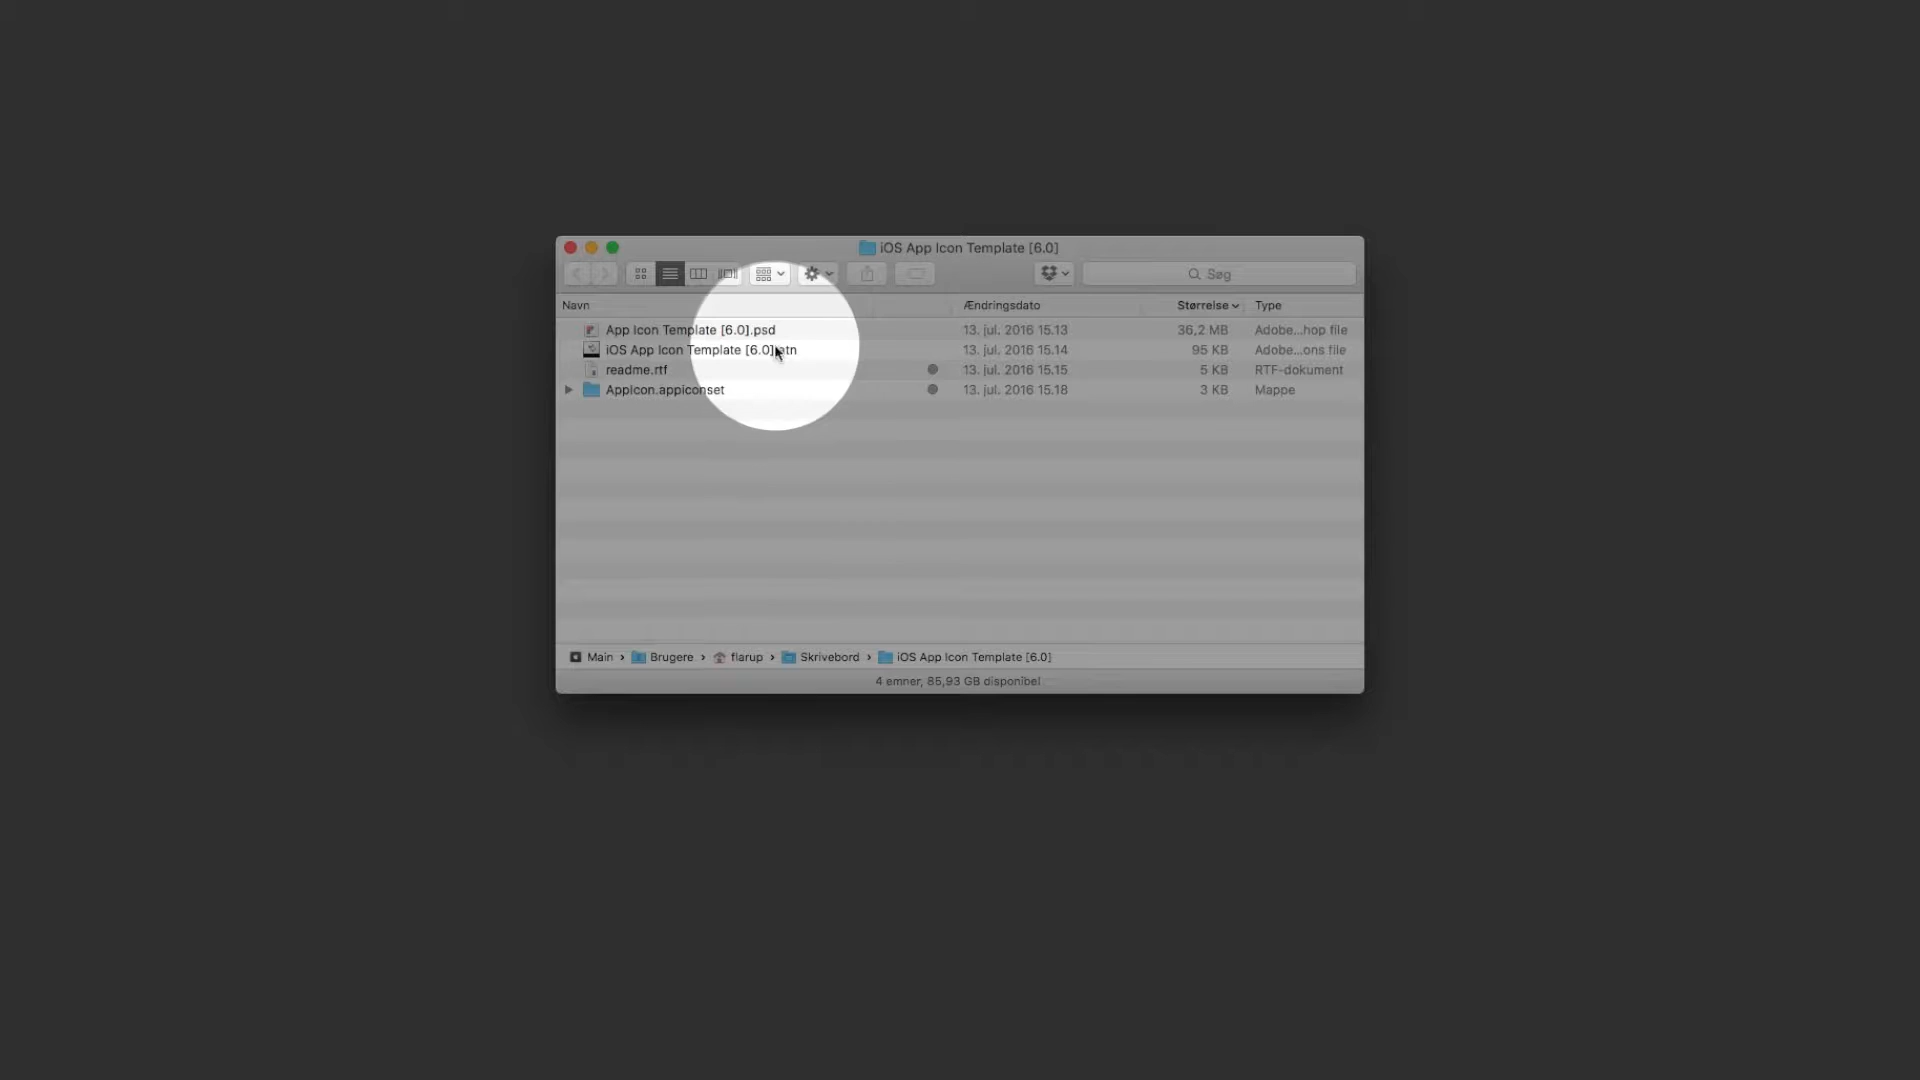 iOS App Icon Template [6.0]
Søg
Navn Ændringsdato Størrelse Type
App Icon Template [6.0].psd 13. jul. 2016 15.13 36,2 MB Adobe...hop file
iOS App Icon Template [6.0].atn 13. jul. 2016 15.14 95 KB Adobe...ons file
readme.rtf 13. jul. 2016 15.15 5 KB RTF-dokument
AppIcon.appiconset 13. jul. 2016 15.18 3 KB Mappe
Main › Brugere › flarup › Skrivebord › iOS App Icon Template [6.0]
4 emner, 85,93 GB disponibel